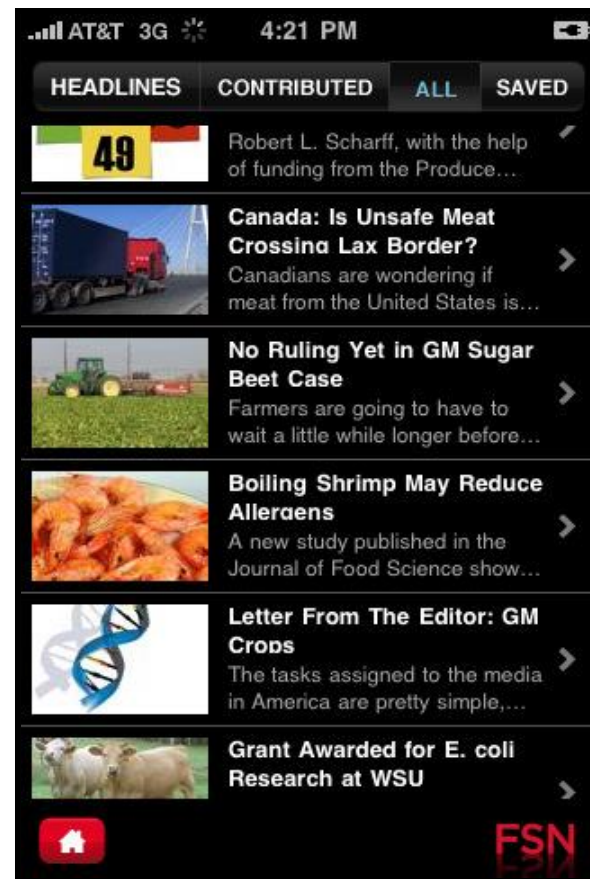 AT&T 3G 4:21 PM
HEADLINES CONTRIBUTED ALL SAVED
49
Robert L. Scharff, with the help
of funding from the Produce...
Canada: Is Unsafe Meat
Crossing Lax Border?
Canadians are wondering if
meat from the United States is...
No Ruling Yet in GM Sugar
Beet Case
Farmers are going to have to
wait a little while longer before...
Boiling Shrimp May Reduce
Allergens
A new study published in the
Journal of Food Science show...
Letter From The Editor: GM
Crops
The tasks assigned to the media
in America are pretty simple,...
Grant Awarded for E. coli
Research at WSU
FSN